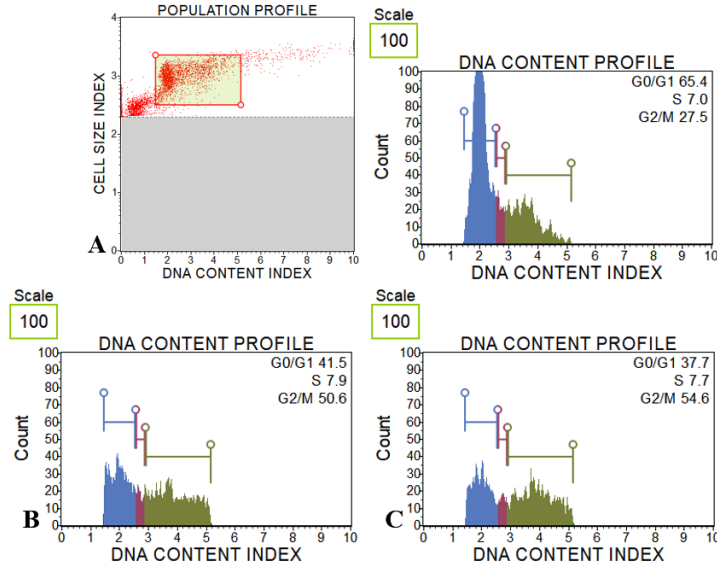 POPULATION PROFILE
CELL SIZE INDEX
4
3
2
1
0
0 1 2 3 4 5 6 7 8 9 10
DNA CONTENT INDEX
A
Scale
100
DNA CONTENT PROFILE
G0/G1 65.4
S 7.0
G2/M 27.5
Count
100
90
80
70
60
50
40
30
20
10
0
0 1 2 3 4 5 6 7 8 9 10
DNA CONTENT INDEX
Scale
100
DNA CONTENT PROFILE
G0/G1 41.5
S 7.9
G2/M 50.6
Count
100
90
80
70
60
50
40
30
20
10
0
0 1 2 3 4 5 6 7 8 9 10
DNA CONTENT INDEX
B
Scale
100
DNA CONTENT PROFILE
G0/G1 37.7
S 7.7
G2/M 54.6
Count
100
90
80
70
60
50
40
30
20
10
0
0 1 2 3 4 5 6 7 8 9 10
DNA CONTENT INDEX
C